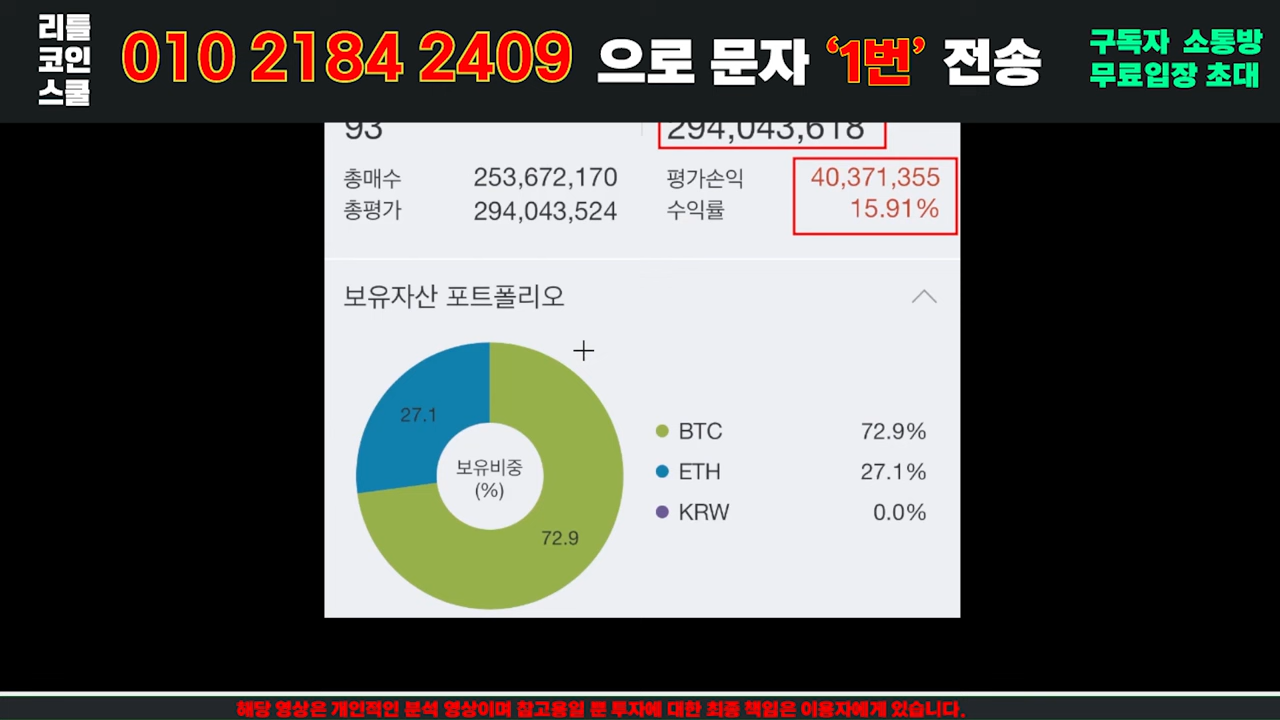 리틀
코인
스쿨
010 2184 2409 으로 문자 ‘1번’ 전송
구독자 소통방
무료입장 초대
93
294,043,618
총매수 253,672,170 평가손익 40,371,355
총평가 294,043,524 수익률 15.91%
보유자산 포트폴리오
27.1
보유비중
(%)
72.9
BTC 72.9%
ETH 27.1%
KRW 0.0%
해당 영상은 개인적인 분석 영상이며 참고용일 뿐 투자에 대한 최종 책임은 이용자에게 있습니다.